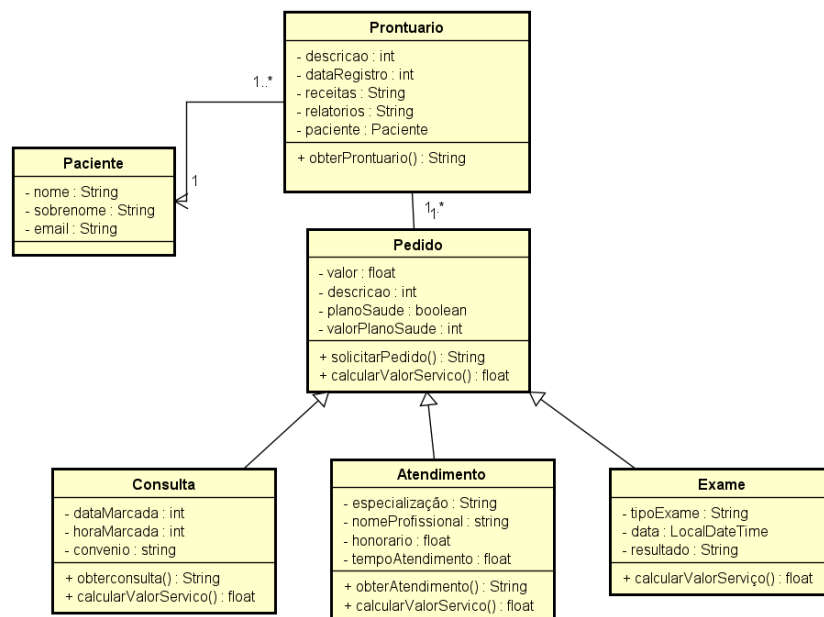 Prontuario
- descricao : int
- dataRegistro : int
- receitas : String
- relatorios : String
- paciente : Paciente
+ obterProntuario() : String
1..*
1
Paciente
- nome : String
- sobrenome : String
- email : String
1
1..*
Pedido
- valor : float
- descricao : int
- planoSaude : boolean
- valorPlanoSaude : int
+ solicitarPedido() : String
+ calcularValorServico() : float
Consulta
- dataMarcada : int
- horaMarcada : int
- convenio : string
+ obterconsulta() : String
+ calcularValorServico() : float
Atendimento
- especialização : String
- nomeProfissional : string
- honorario : float
- tempoAtendimento : float
+ obterAtendimento() : String
+ calcularValorServico() : float
Exame
- tipoExame : String
- data : LocalDateTime
- resultado : String
+ calcularValorServiço() : float